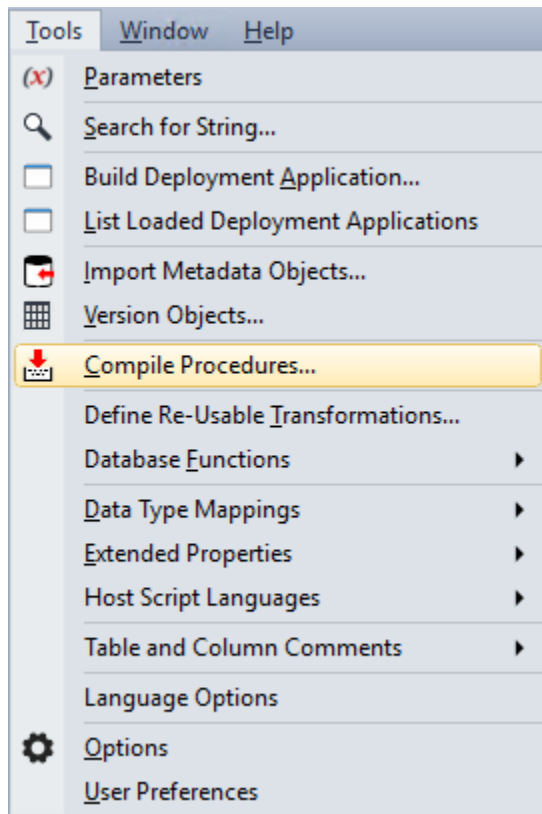 Tools Window Help
(x) Parameters
Search for String...
Build Deployment Application...
List Loaded Deployment Applications
Import Metadata Objects...
Version Objects...
Compile Procedures...
Define Re-Usable Transformations...
Database Functions
Data Type Mappings
Extended Properties
Host Script Languages
Table and Column Comments
Language Options
Options
User Preferences